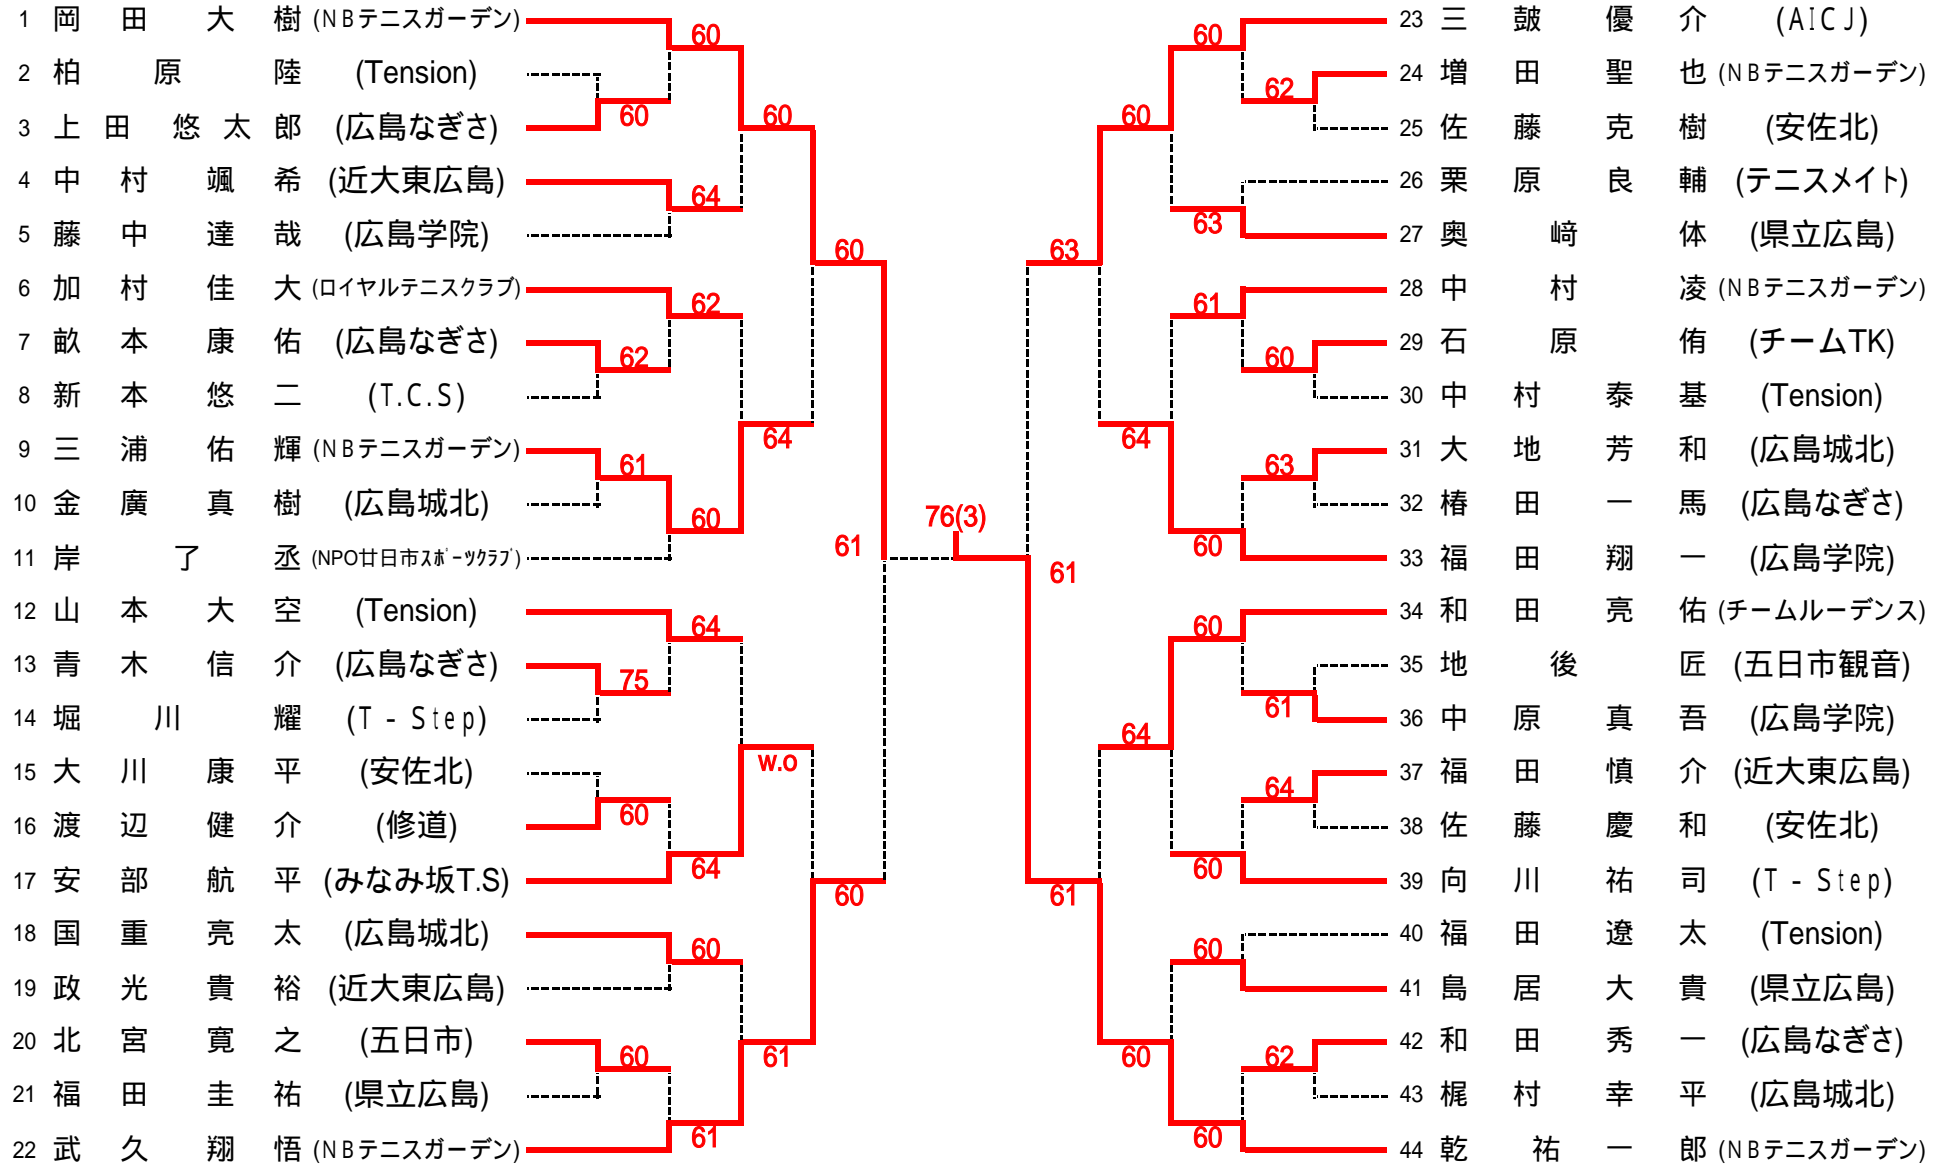 1 岡田大樹 (NBテニスガーデン)
2 柏原陸 (Tension)
3 上田悠太郎 (広島なぎさ)
4 中村颯希 (近大東広島)
5 藤中達哉 (広島学院)
6 加村佳大 (ロイヤルテニスクラブ)
7 畝本康佑 (広島なぎさ)
8 新本悠二 (T.C.S)
9 三浦佑輝 (NBテニスガーデン)
10 金廣真樹 (広島城北)
11 岸了丞 (NPO廿日市ｽﾎﾟｰﾂｸﾗﾌﾞ)
12 山本大空 (Tension)
13 青木信介 (広島なぎさ)
14 堀川耀 (T-Step)
15 大川康平 (安佐北)
16 渡辺健介 (修道)
17 安部航平 (みなみ坂T.S)
18 国重亮太 (広島城北)
19 政光貴裕 (近大東広島)
20 北宮寛之 (五日市)
21 福田圭祐 (県立広島)
22 武久翔悟 (NBテニスガーデン)
60
62
75
60
60
61
60
60
64
62
60
64
64
60
61
60
64
w.o
61
60
60
61
76(3)
61
63
61
60
64
64
60
60
63
61
60
60
60
60
60
62
60
63
61
64
62
23 三皷優介 (AICJ)
24 増田聖也 (NBテニスガーデン)
25 佐藤克樹 (安佐北)
26 栗原良輔 (テニスメイト)
27 奥﨑体 (県立広島)
28 中村凌 (NBテニスガーデン)
29 石原侑 (チームTK)
30 中村泰基 (Tension)
31 大地芳和 (広島城北)
32 椿田一馬 (広島なぎさ)
33 福田翔一 (広島学院)
34 和田亮佑 (チームルーデンス)
35 地後匠 (五日市観音)
36 中原真吾 (広島学院)
37 福田慎介 (近大東広島)
38 佐藤慶和 (安佐北)
39 向川祐司 (T-Step)
40 福田遼太 (Tension)
41 島居大貴 (県立広島)
42 和田秀一 (広島なぎさ)
43 梶村幸平 (広島城北)
44 乾祐一郎 (NBテニスガーデン)